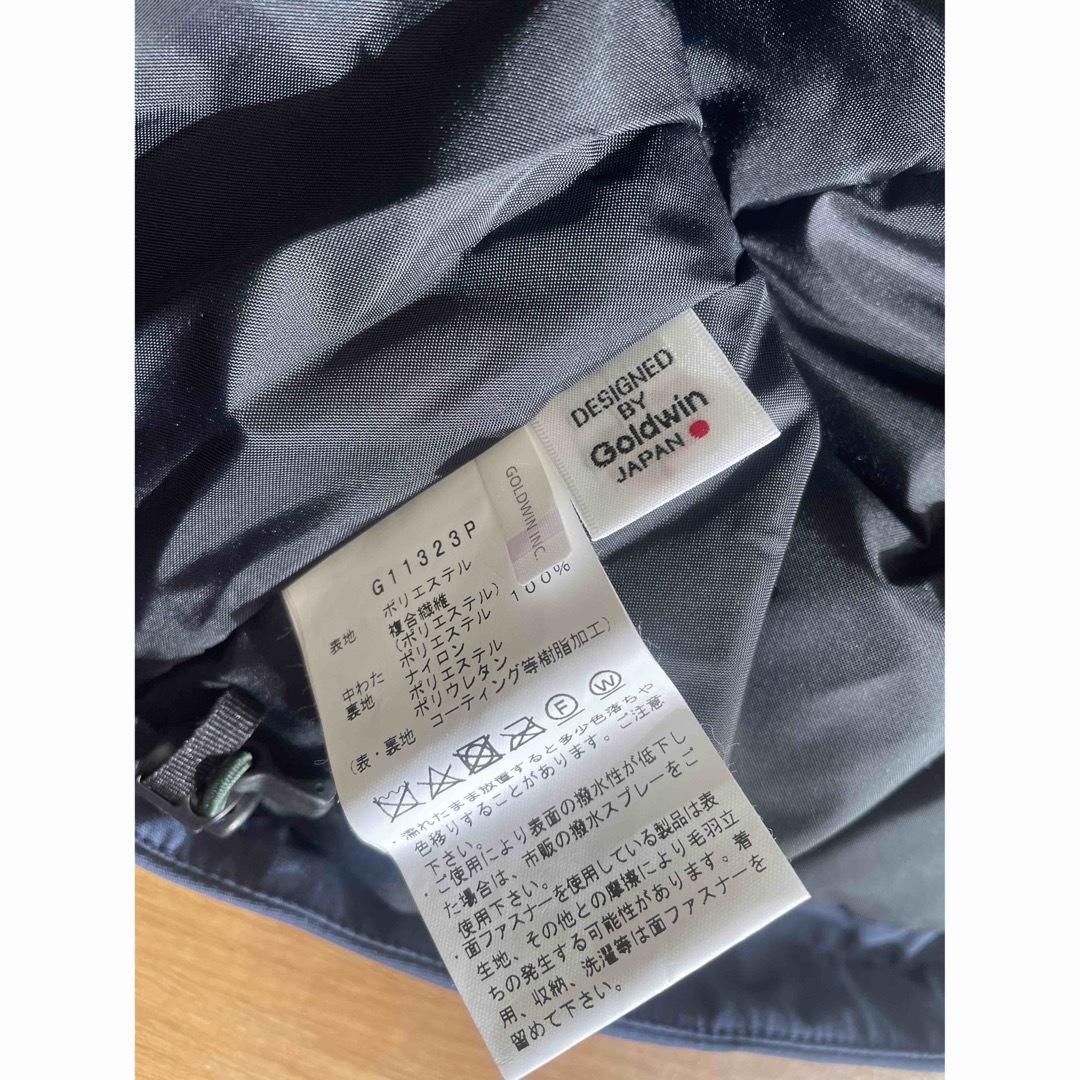 DESIGNED
BY
Goldwin
JAPAN
GOLDWIN INC.
G11323P
表地 ポリエステル
複合繊維
(ポリエステル) 100%
中わた ポリエステル
裏地 ナイロン
ポリエステル
ポリウレタン
(表・裏地 コーティング等樹脂加工)
F W
・濡れたまま放置すると多少色落ちや
色移りすることがあります。ご注意
下さい。
・ご使用により表面の撥水性が低下し
た場合は、市販の撥水スプレーをご
使用下さい。
・面ファスナーを使用している製品は表
生地、その他との摩擦により毛羽立
ちの発生する可能性があります。着
用、収納、洗濯等は面ファスナーを
留めて下さい。